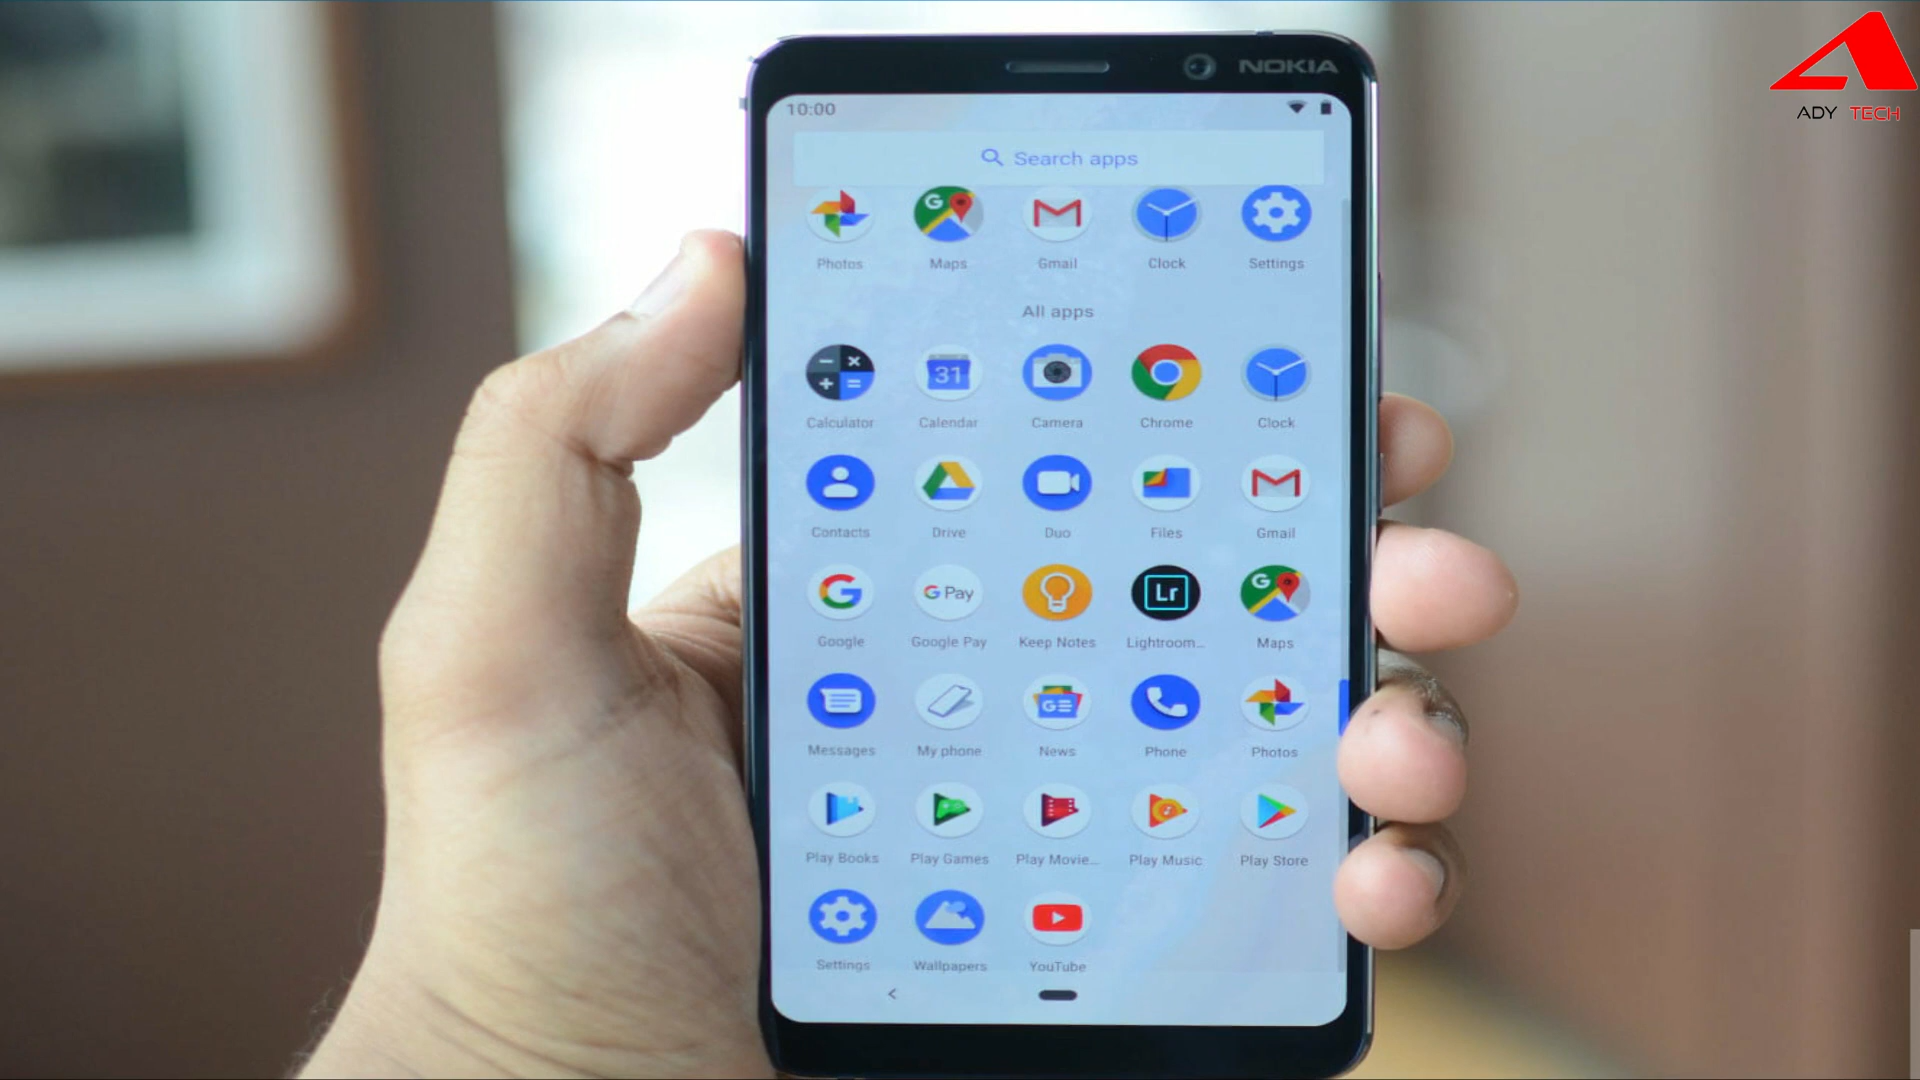 NOKIA
ADY TECH
10:00
Search apps
Photos Maps Gmail Clock Settings
All apps
31
Calculator Calendar Camera Chrome Clock
Contacts Drive Duo Files Gmail
G Pay Lr
Google Google Pay Keep Notes Lightroom... Maps
GE
Messages My phone News Phone Photos
Play Books Play Games Play Movie... Play Music Play Store
Settings Wallpapers YouTube